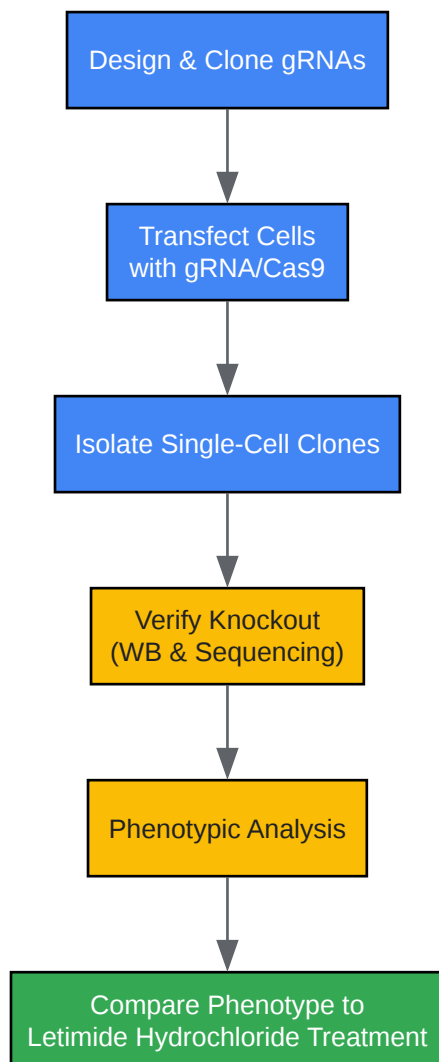 Design & Clone gRNAs
Transfect Cells
with gRNA/Cas9
Isolate Single-Cell Clones
Verify Knockout
(WB & Sequencing)
Phenotypic Analysis
Compare Phenotype to
Letimide Hydrochloride Treatment